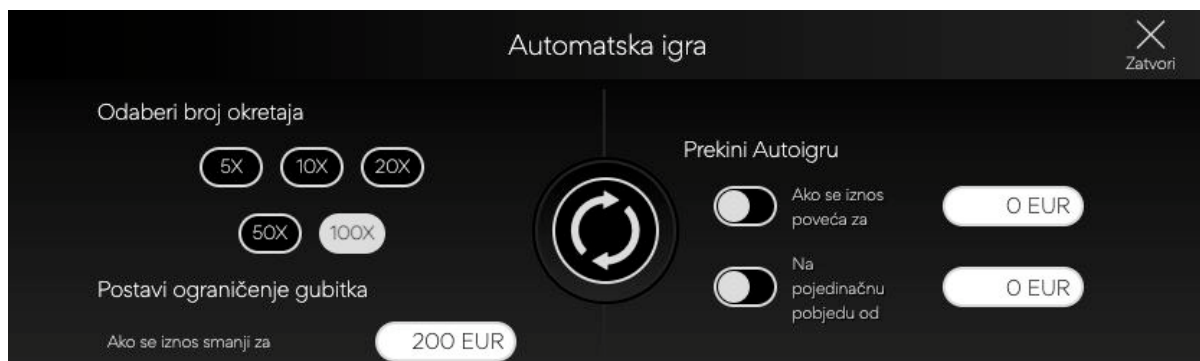 Automatska igra
Zatvori
Odaberi broj okretaja
5X 10X 20X
50X 100X
Postavi ograničenje gubitka
Ako se iznos smanji za 200 EUR
Prekini Autoigru
Ako se iznos
poveća za
0 EUR
Na
pojedinačnu
pobjedu od
0 EUR